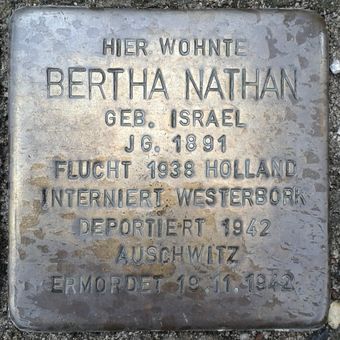 HIER WOHNTE
BERTHA NATHAN
GEB. ISRAEL
JG. 1891
FLUCHT 1938 HOLLAND
INTERNIERT WESTERBORK
DEPORTIERT 1942
AUSCHWITZ
ERMORDET 19.11.1942